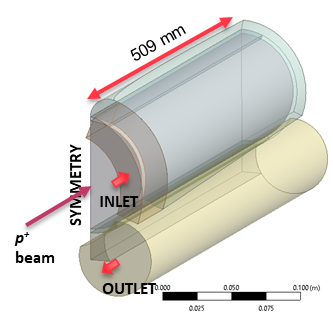 509 mm
SYMMETRY
INLET
p+
beam
OUTLET
0.000 0.050 0.100 (m)
0.025 0.075